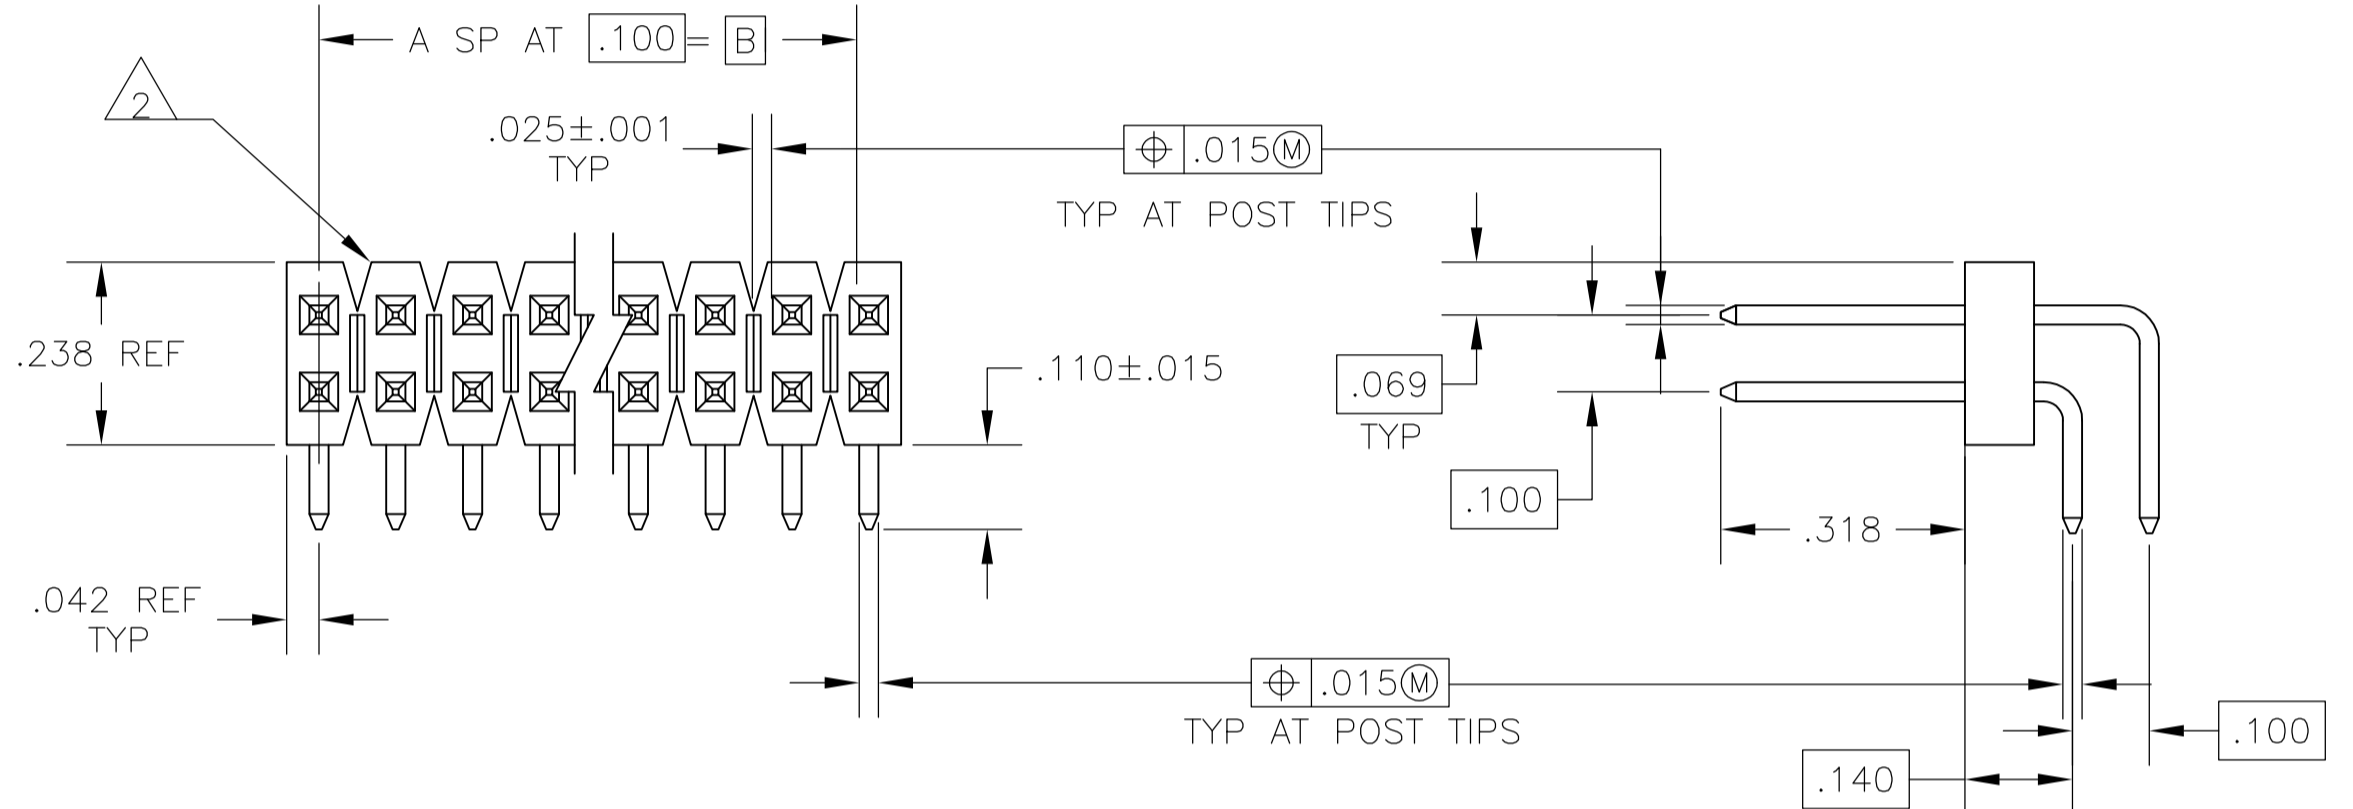 A SP AT .100 = B
2
.025±.001
TYP
⌖ .015Ⓜ
TYP AT POST TIPS
.238 REF
.110±.015
.069
TYP
.100
.318
.042 REF
TYP
⌖ .015Ⓜ
TYP AT POST TIPS
.100
.140